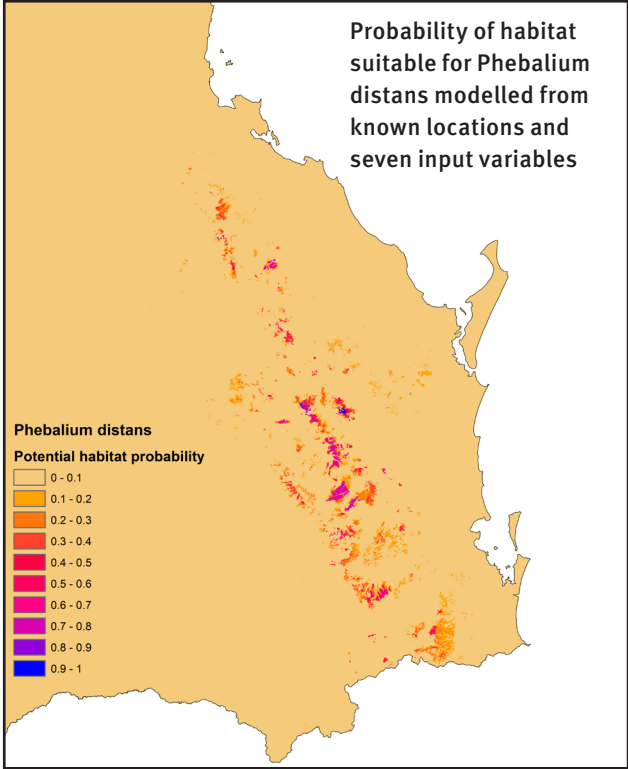 Probability of habitat
suitable for Phebalium
distans modelled from
known locations and
seven input variables
Phebalium distans
Potential habitat probability
0 - 0.1
0.1 - 0.2
0.2 - 0.3
0.3 - 0.4
0.4 - 0.5
0.5 - 0.6
0.6 - 0.7
0.7 - 0.8
0.8 - 0.9
0.9 - 1